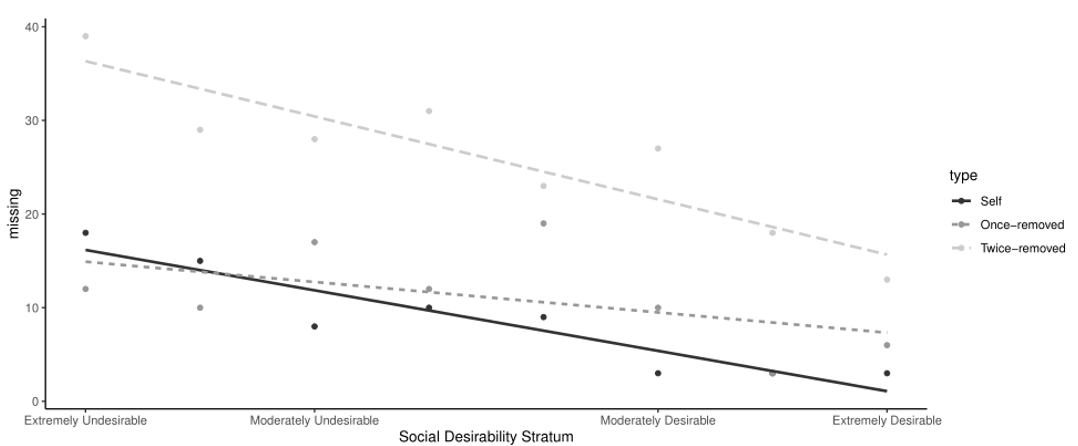 40
30
20
10
0
missing
Extremely Undesirable
Moderately Undesirable
Moderately Desirable
Extremely Desirable
Social Desirability Stratum
type
Self
Once−removed
Twice−removed